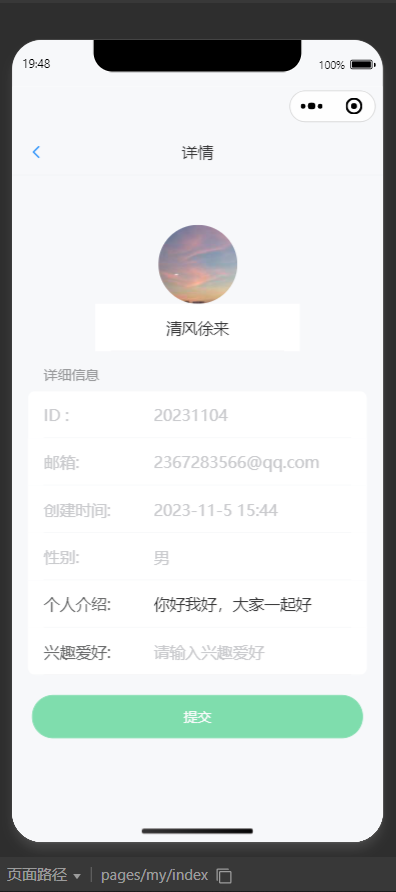 19:48
100%
详情
清风徐来
详细信息
ID :
20231104
邮箱:
2367283566@qq.com
创建时间:
2023-11-5 15:44
性别:
男
个人介绍:
你好我好，大家一起好
兴趣爱好:
请输入兴趣爱好
提交
页面路径
pages/my/index